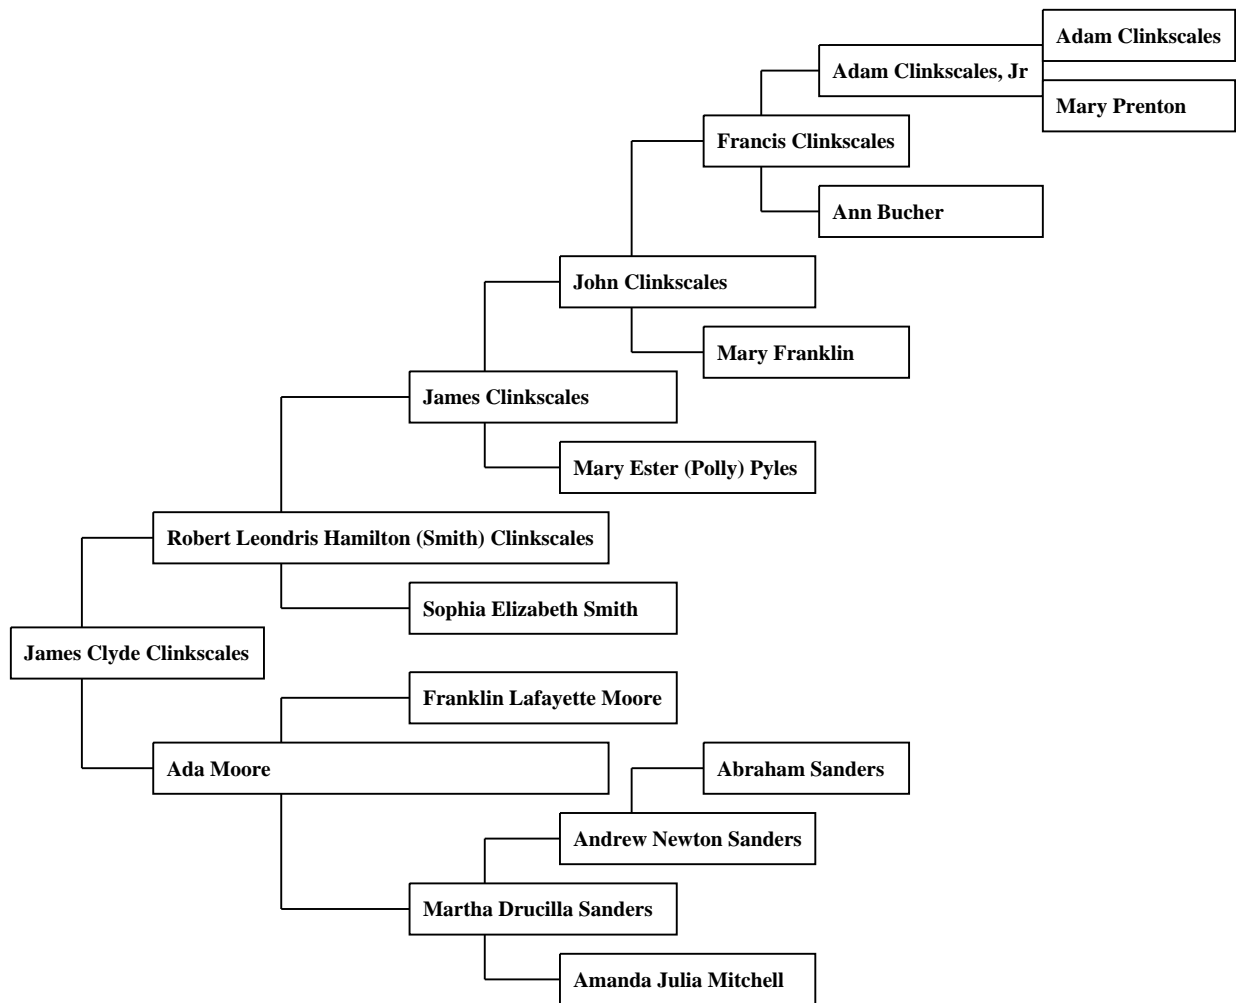 Adam Clinkscales
Adam Clinkscales, Jr
Mary Prenton
Francis Clinkscales
Ann Bucher
John Clinkscales
Mary Franklin
James Clinkscales
Mary Ester (Polly) Pyles
Robert Leondris Hamilton (Smith) Clinkscales
Sophia Elizabeth Smith
James Clyde Clinkscales
Franklin Lafayette Moore
Ada Moore
Abraham Sanders
Andrew Newton Sanders
Martha Drucilla Sanders
Amanda Julia Mitchell